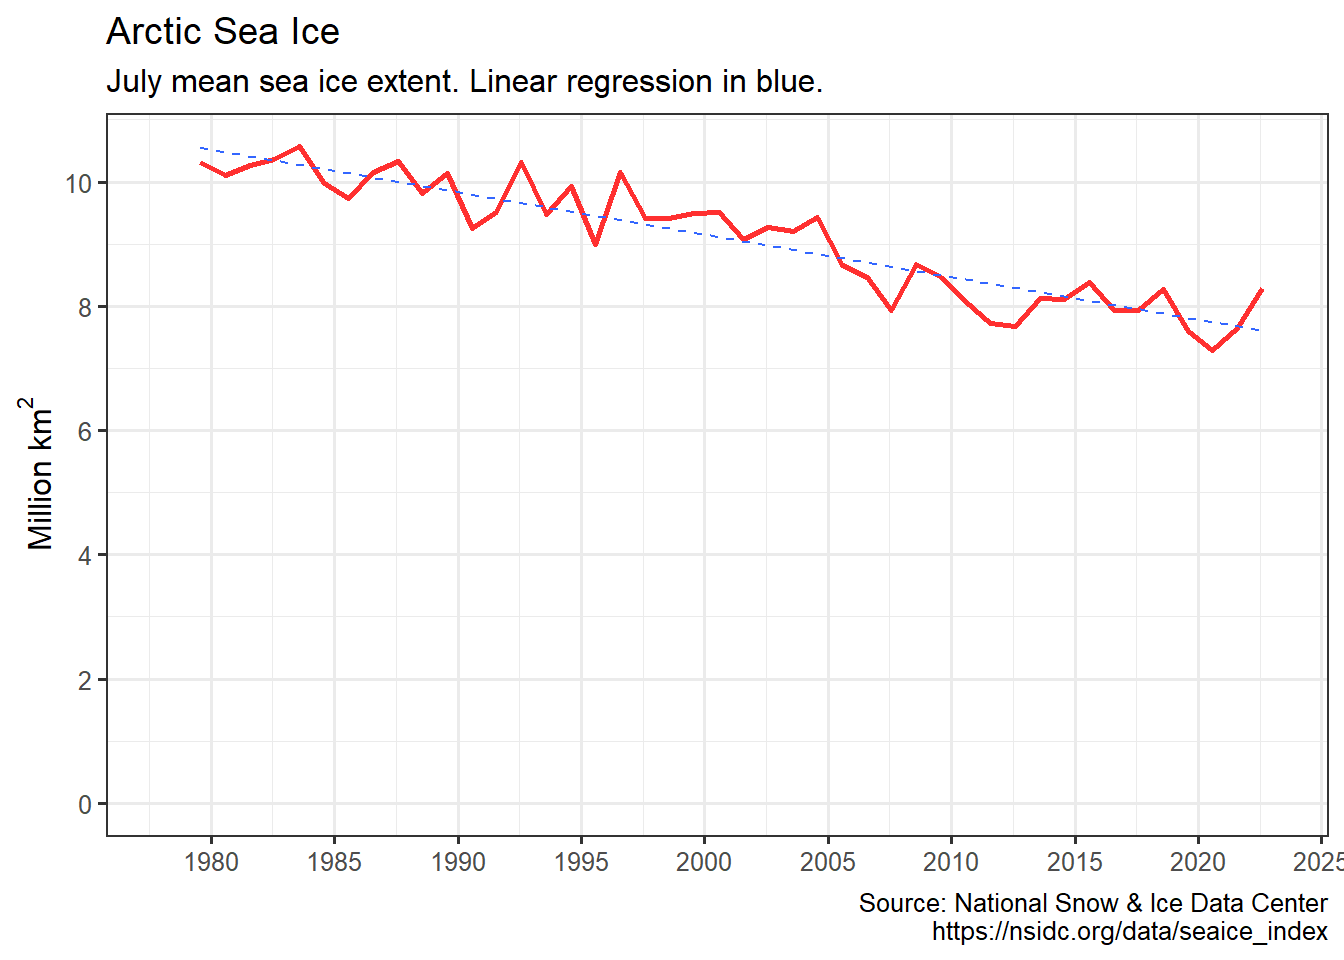 Arctic Sea Ice
July mean sea ice extent. Linear regression in blue.
Million km²
10
8
6
4
2
0
1980 1985 1990 1995 2000 2005 2010 2015 2020 2025
Source: National Snow & Ice Data Center
https://nsidc.org/data/seaice_index